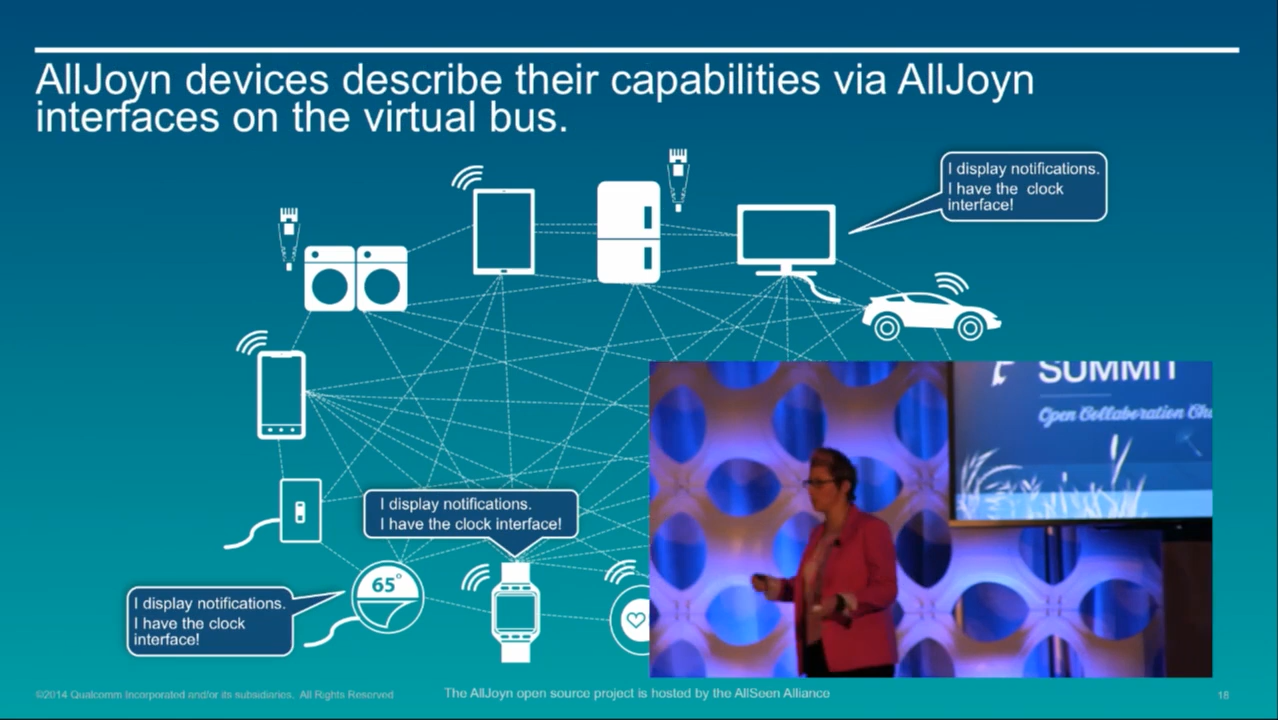 AllJoyn devices describe their capabilities via AllJoyn
interfaces on the virtual bus.
I display notifications.
I have the clock
interface!
I display notifications.
I have the clock interface!
65°
I display notifications.
I have the clock
interface!
SUMMIT
Open Collaboration
©2014 Qualcomm Incorporated and/or its subsidiaries. All Rights Reserved
The AllJoyn open source project is hosted by the AllSeen Alliance
18